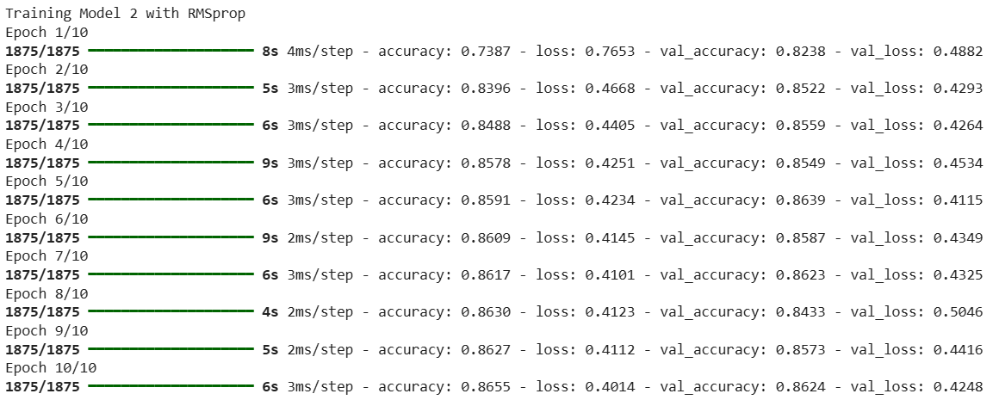 Training Model 2 with RMSprop
Epoch 1/10
1875/1875 ━━━━━━━━━━━━━━━━━━━━ 8s 4ms/step - accuracy: 0.7387 - loss: 0.7653 - val_accuracy: 0.8238 - val_loss: 0.4882
Epoch 2/10
1875/1875 ━━━━━━━━━━━━━━━━━━━━ 5s 3ms/step - accuracy: 0.8396 - loss: 0.4668 - val_accuracy: 0.8522 - val_loss: 0.4293
Epoch 3/10
1875/1875 ━━━━━━━━━━━━━━━━━━━━ 6s 3ms/step - accuracy: 0.8488 - loss: 0.4405 - val_accuracy: 0.8559 - val_loss: 0.4264
Epoch 4/10
1875/1875 ━━━━━━━━━━━━━━━━━━━━ 9s 3ms/step - accuracy: 0.8578 - loss: 0.4251 - val_accuracy: 0.8549 - val_loss: 0.4534
Epoch 5/10
1875/1875 ━━━━━━━━━━━━━━━━━━━━ 6s 3ms/step - accuracy: 0.8591 - loss: 0.4234 - val_accuracy: 0.8639 - val_loss: 0.4115
Epoch 6/10
1875/1875 ━━━━━━━━━━━━━━━━━━━━ 9s 2ms/step - accuracy: 0.8609 - loss: 0.4145 - val_accuracy: 0.8587 - val_loss: 0.4349
Epoch 7/10
1875/1875 ━━━━━━━━━━━━━━━━━━━━ 6s 3ms/step - accuracy: 0.8617 - loss: 0.4101 - val_accuracy: 0.8623 - val_loss: 0.4325
Epoch 8/10
1875/1875 ━━━━━━━━━━━━━━━━━━━━ 4s 2ms/step - accuracy: 0.8630 - loss: 0.4123 - val_accuracy: 0.8433 - val_loss: 0.5046
Epoch 9/10
1875/1875 ━━━━━━━━━━━━━━━━━━━━ 5s 2ms/step - accuracy: 0.8627 - loss: 0.4112 - val_accuracy: 0.8573 - val_loss: 0.4416
Epoch 10/10
1875/1875 ━━━━━━━━━━━━━━━━━━━━ 6s 3ms/step - accuracy: 0.8655 - loss: 0.4014 - val_accuracy: 0.8624 - val_loss: 0.4248